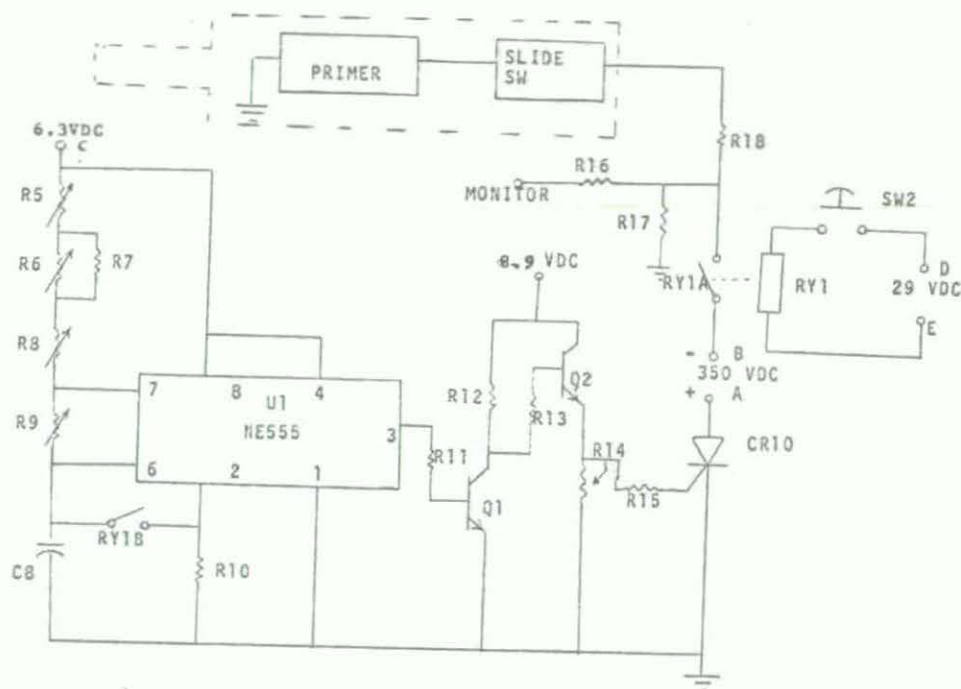 PRIMER
SLIDE
SW
6.3VDC
C
R5
R6
R7
R8
R9
R18
R16
MONITOR
R17
SW2
8.9 VDC
RY1A
RY1
D
29 VDC
E
- B
350 VDC
+ A
7
8
4
U1
NE555
3
6
2
1
R12
Q2
R13
R14
CR10
R11
R15
Q1
RY1B
C8
R10